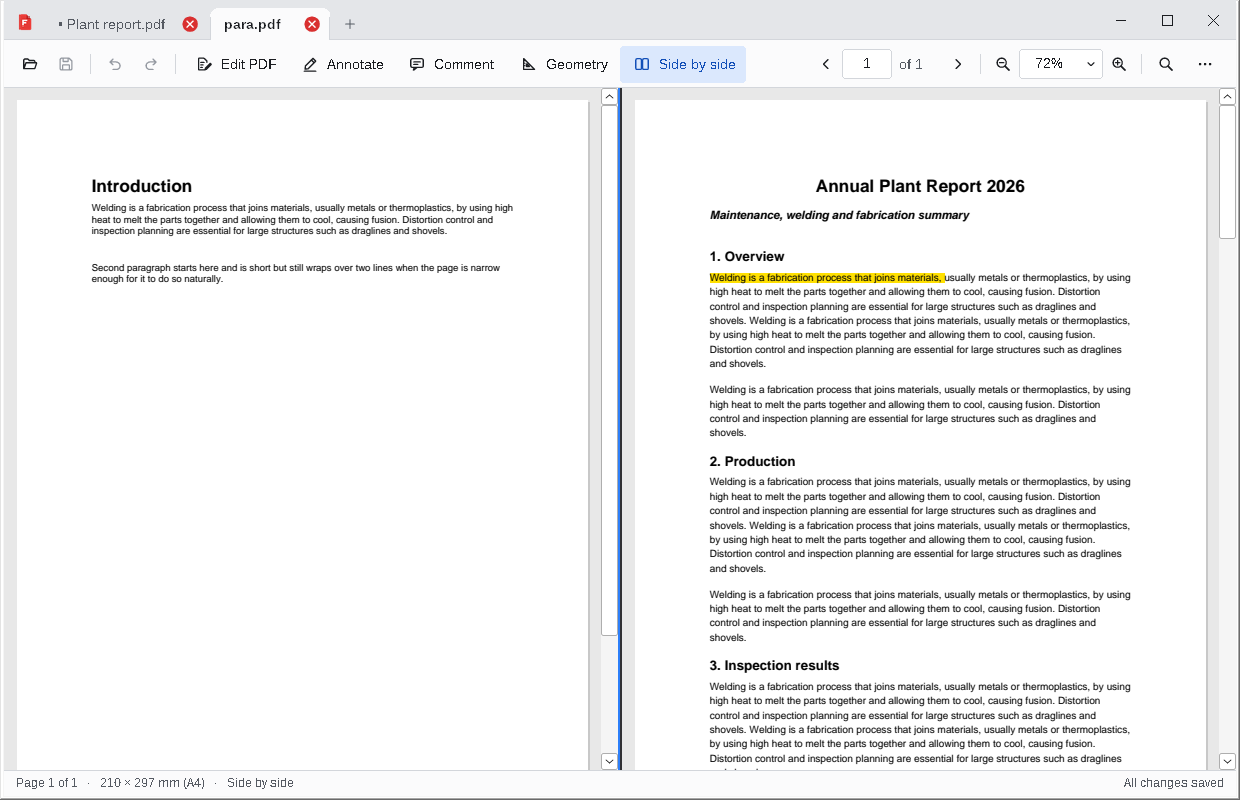 ▪ Plant report.pdf
para.pdf
Edit PDF
Annotate
Comment
Geometry
Side by side
1
of 1
72%
Introduction
Welding is a fabrication process that joins materials, usually metals or thermoplastics, by using high
heat to melt the parts together and allowing them to cool, causing fusion. Distortion control and
inspection planning are essential for large structures such as draglines and shovels.
Second paragraph starts here and is short but still wraps over two lines when the page is narrow
enough for it to do so naturally.
Annual Plant Report 2026
Maintenance, welding and fabrication summary
1. Overview
Welding is a fabrication process that joins materials, usually metals or thermoplastics, by using
high heat to melt the parts together and allowing them to cool, causing fusion. Distortion
control and inspection planning are essential for large structures such as draglines and
shovels. Welding is a fabrication process that joins materials, usually metals or thermoplastics,
by using high heat to melt the parts together and allowing them to cool, causing fusion.
Distortion control and inspection planning are essential for large structures such as draglines
and shovels.
Welding is a fabrication process that joins materials, usually metals or thermoplastics, by using
high heat to melt the parts together and allowing them to cool, causing fusion. Distortion
control and inspection planning are essential for large structures such as draglines and
shovels.
2. Production
Welding is a fabrication process that joins materials, usually metals or thermoplastics, by using
high heat to melt the parts together and allowing them to cool, causing fusion. Distortion
control and inspection planning are essential for large structures such as draglines and
shovels. Welding is a fabrication process that joins materials, usually metals or thermoplastics,
by using high heat to melt the parts together and allowing them to cool, causing fusion.
Distortion control and inspection planning are essential for large structures such as draglines
and shovels.
Welding is a fabrication process that joins materials, usually metals or thermoplastics, by using
high heat to melt the parts together and allowing them to cool, causing fusion. Distortion
control and inspection planning are essential for large structures such as draglines and
shovels.
3. Inspection results
Welding is a fabrication process that joins materials, usually metals or thermoplastics, by using
high heat to melt the parts together and allowing them to cool, causing fusion. Distortion
control and inspection planning are essential for large structures such as draglines and
shovels. Welding is a fabrication process that joins materials, usually metals or thermoplastics,
by using high heat to melt the parts together and allowing them to cool, causing fusion.
Distortion control and inspection planning are essential for large structures such as draglines
Page 1 of 1 · 210 × 297 mm (A4) · Side by side
All changes saved